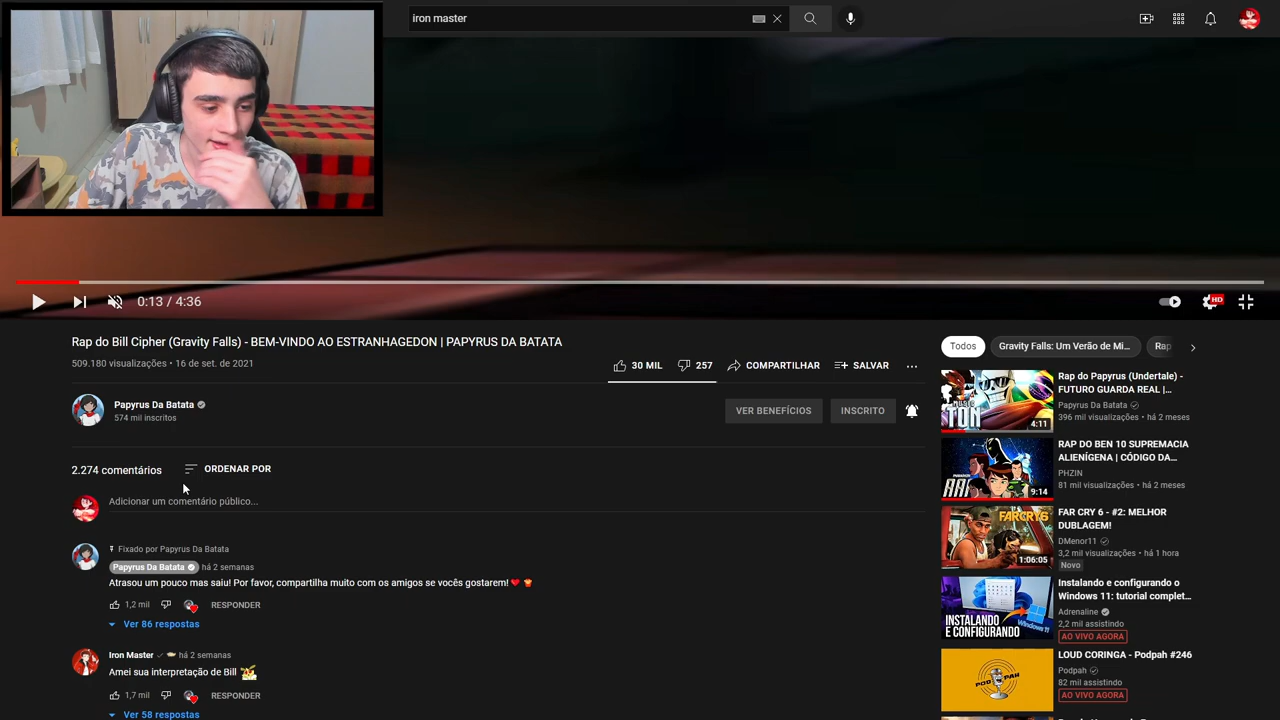 iron master
0:13 / 4:36
HD
Rap do Bill Cipher (Gravity Falls) - BEM-VINDO AO ESTRANHAGEDON | PAPYRUS DA BATATA
509.180 visualizações • 16 de set. de 2021
30 MIL
257
COMPARTILHAR
SALVAR
Papyrus Da Batata
574 mil inscritos
VER BENEFÍCIOS
INSCRITO
2.274 comentários
ORDENAR POR
Adicionar um comentário público...
Fixado por Papyrus Da Batata
Papyrus Da Batata há 2 semanas
Atrasou um pouco mas saiu! Por favor, compartilha muito com os amigos se vocês gostarem!
1,2 mil
RESPONDER
Ver 86 respostas
Iron Master há 2 semanas
Amei sua interpretação de Bill
1,7 mil
RESPONDER
Ver 58 respostas
Todos
Gravity Falls: Um Verão de Mi...
Rap
4:11
Rap do Papyrus (Undertale) -
FUTURO GUARDA REAL |...
Papyrus Da Batata
396 mil visualizações • há 2 meses
9:14
RAP DO BEN 10 SUPREMACIA
ALIENÍGENA | CÓDIGO DA...
PHZIN
81 mil visualizações • há 2 meses
FARCRY6
1:06:05
FAR CRY 6 - #2: MELHOR
DUBLAGEM!
DMenor11
3,2 mil visualizações • há 1 hora
Novo
INSTALANDO
E CONFIGURANDO
Instalando e configurando o
Windows 11: tutorial complet...
Adrenaline
2,2 mil assistindo
AO VIVO AGORA
PODPAH
LOUD CORINGA - Podpah #246
Podpah
82 mil assistindo
AO VIVO AGORA